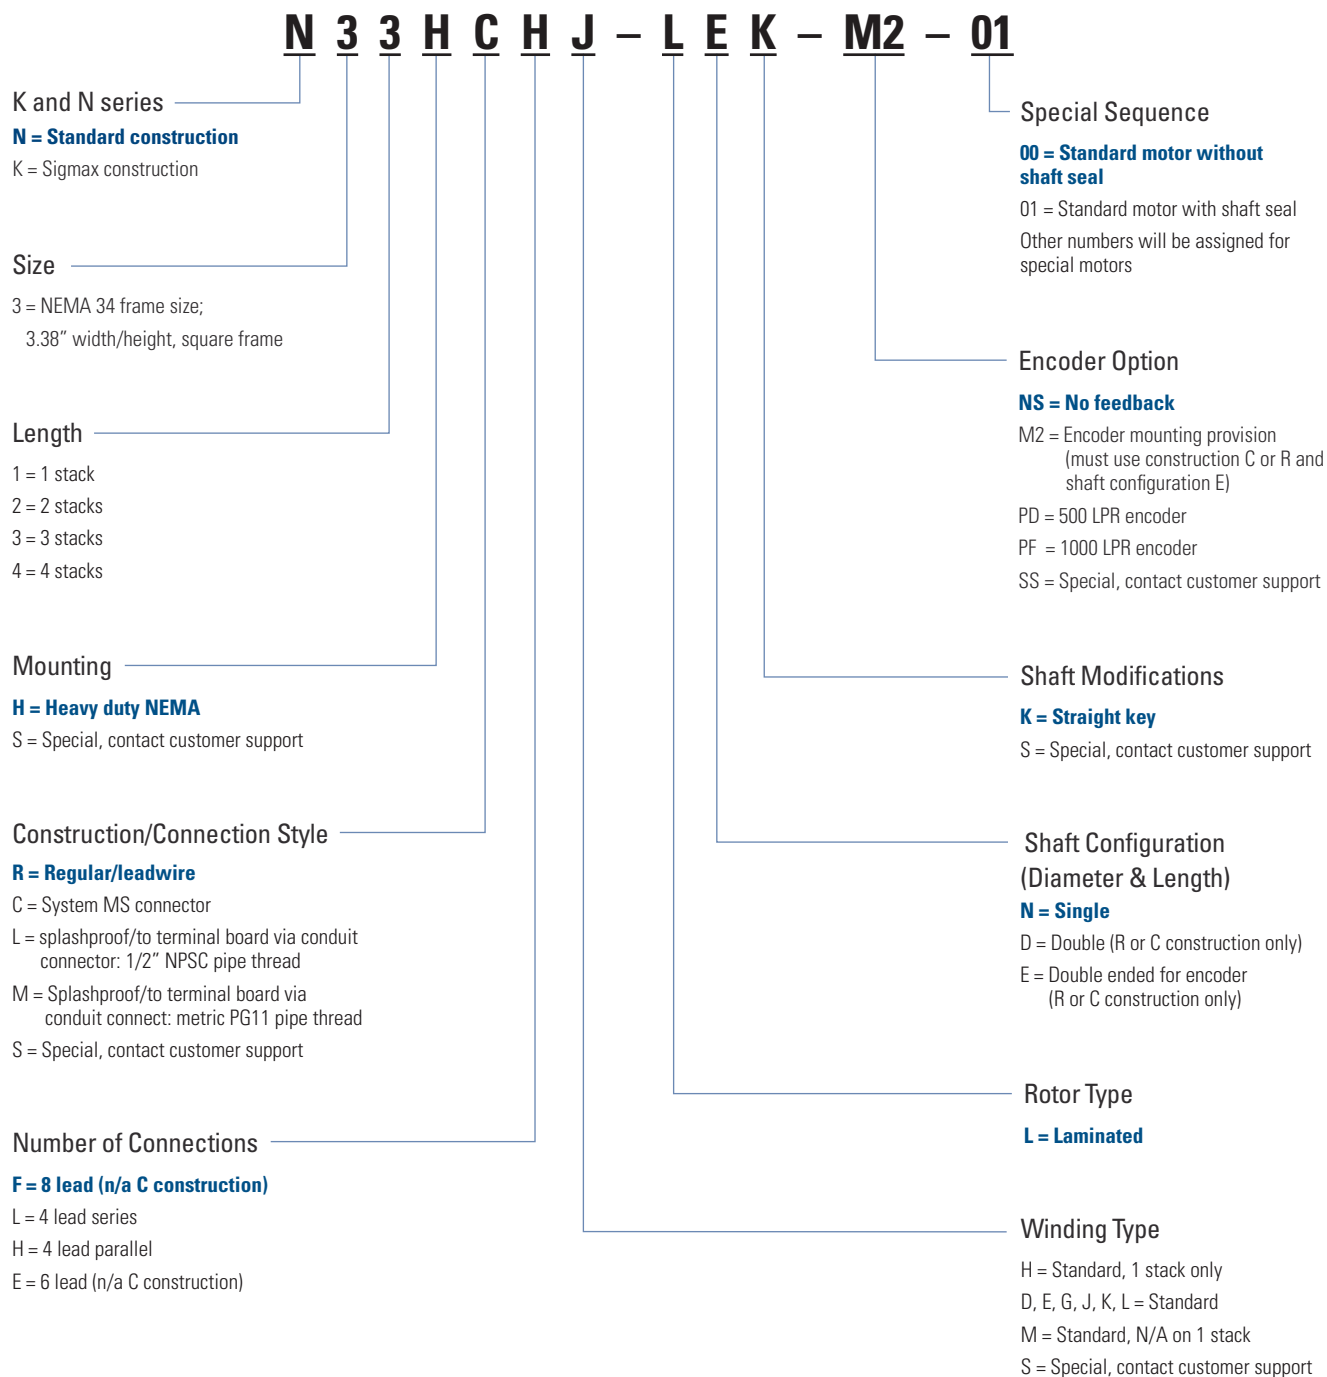 N 3 3 H C H J – L E K – M2 – 01
K and N series
N = Standard construction
K = Sigmax construction
Size
3 = NEMA 34 frame size;
3.38” width/height, square frame
Length
1 = 1 stack
2 = 2 stacks
3 = 3 stacks
4 = 4 stacks
Mounting
H = Heavy duty NEMA
S = Special, contact customer support
Construction/Connection Style
R = Regular/leadwire
C = System MS connector
L = splashproof/to terminal board via conduit
connector: 1/2” NPSC pipe thread
M = Splashproof/to terminal board via
conduit connect: metric PG11 pipe thread
S = Special, contact customer support
Number of Connections
F = 8 lead (n/a C construction)
L = 4 lead series
H = 4 lead parallel
E = 6 lead (n/a C construction)
Special Sequence
00 = Standard motor without
shaft seal
01 = Standard motor with shaft seal
Other numbers will be assigned for
special motors
Encoder Option
NS = No feedback
M2 = Encoder mounting provision
(must use construction C or R and
shaft configuration E)
PD = 500 LPR encoder
PF = 1000 LPR encoder
SS = Special, contact customer support
Shaft Modifications
K = Straight key
S = Special, contact customer support
Shaft Configuration
(Diameter & Length)
N = Single
D = Double (R or C construction only)
E = Double ended for encoder
(R or C construction only)
Rotor Type
L = Laminated
Winding Type
H = Standard, 1 stack only
D, E, G, J, K, L = Standard
M = Standard, N/A on 1 stack
S = Special, contact customer support